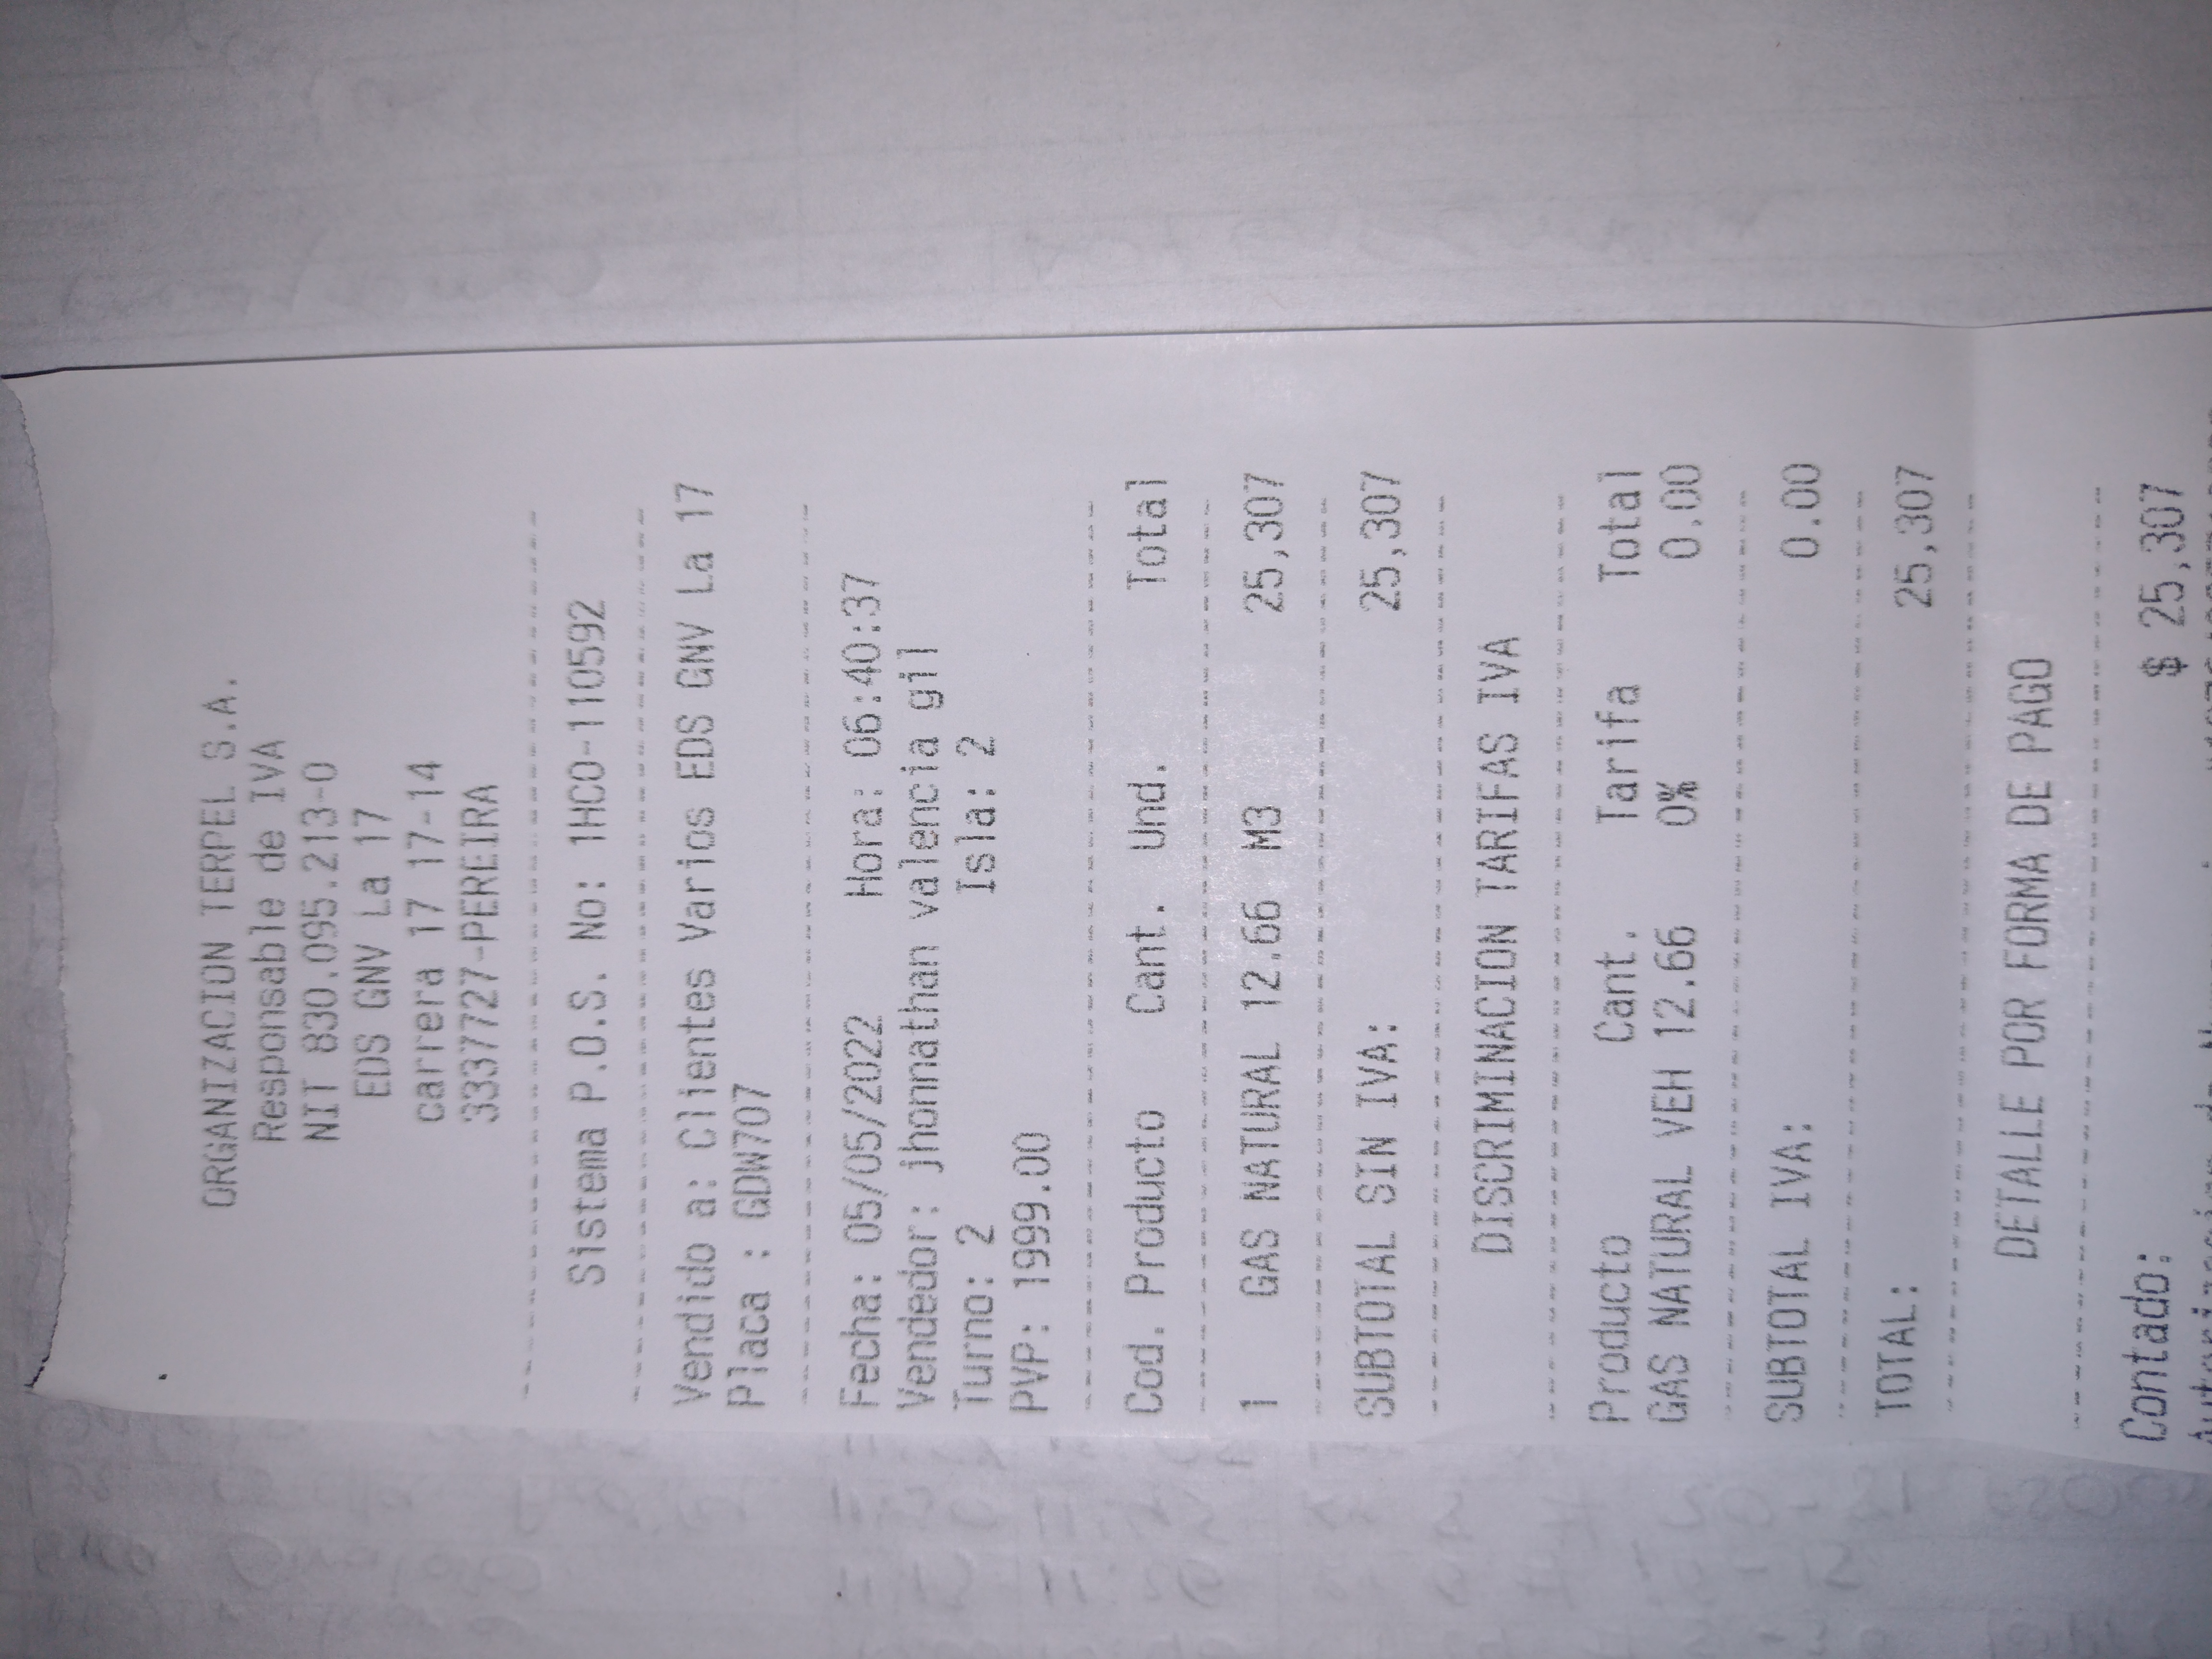 ORGANIZACION TERPEL S.A.
Responsable de IVA
NIT 830.095.213-0
EDS GNV La 17
carrera 17 17-14
3337727-PEREIRA
Sistema P.O.S. No: 1HCO-110592
Vendido a: Clientes Varios EDS GNV La 17
Placa : GDW707
Fecha: 05/05/2022 Hora: 06:40:37
Vendedor: jhonnathan valencia gil
Turno: 2 Isla: 2
PVP: 1999.00
Cod. Producto Cant. Und. Total
1 GAS NATURAL 12.66 M3 25,307
SUBTOTAL SIN IVA: 25,307
DISCRIMINACION TARIFAS IVA
Producto Cant. Tarifa Total
GAS NATURAL VEH 12.66 0% 0.00
SUBTOTAL IVA: 0.00
TOTAL: 25,307
DETALLE POR FORMA DE PAGO
Contado: $ 25,307